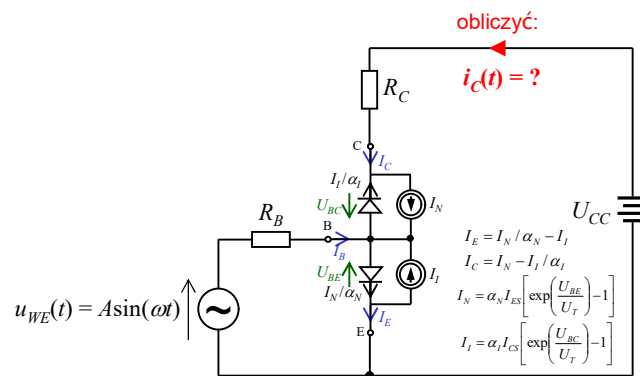 obliczyć:
i_C(t) = ?
R_C
C
I_C
I_I/α_I
I_N
U_BC
R_B
B
I_B
U_BE
I_I
I_N/α_N
I_E
E
u_WE(t) = Asin(ωt)
U_CC
I_E = I_N / α_N − I_I
I_C = I_N − I_I / α_I
I_N = α_N I_ES [exp(U_BE / U_T) − 1]
I_I = α_I I_CS [exp(U_BC / U_T) − 1]